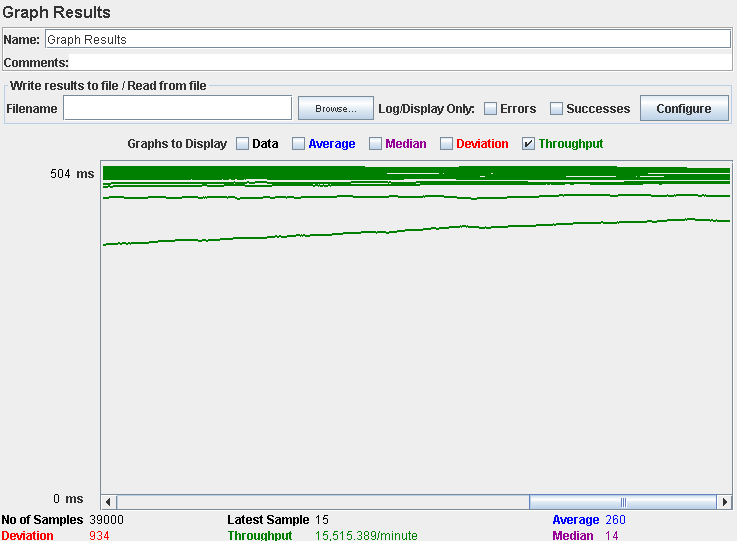 Graph Results
Name: Graph Results
Comments:
Write results to file / Read from file
Filename Browse... Log/Display Only: Errors Successes Configure
Graphs to Display Data Average Median Deviation Throughput
504 ms
0 ms
No of Samples 39000 Latest Sample 15 Average 260
Deviation 934 Throughput 15,515.389/minute Median 14